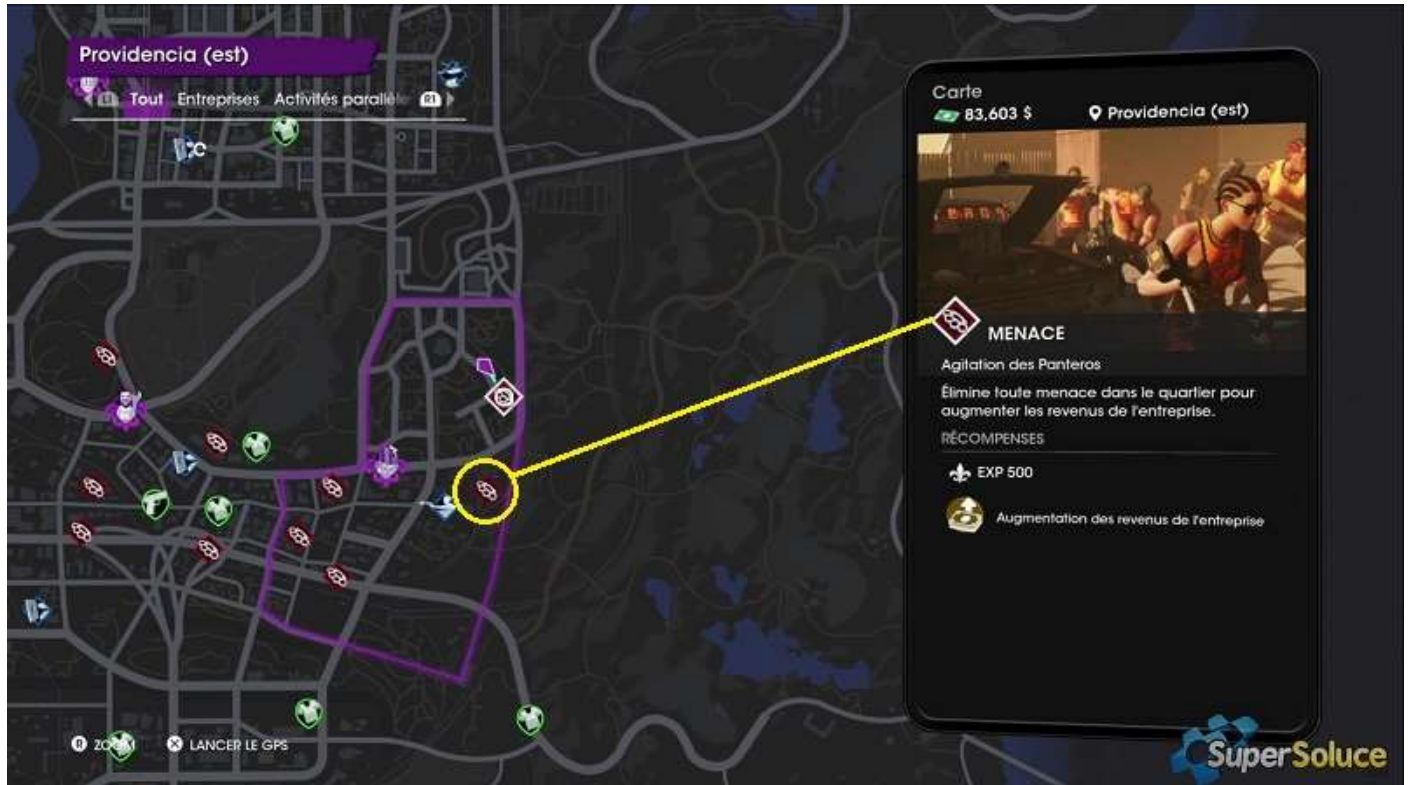 Providencia (est)
Tout Entreprises Activités parallèle R1
Carte
83,603 $ Providencia (est)
MENACE
Agitation des Panteros
Élimine toute menace dans le quartier pour
augmenter les revenus de l'entreprise.
RÉCOMPENSES
EXP 500
Augmentation des revenus de l'entreprise
R ZOOM X LANCER LE GPS
SuperSoluce